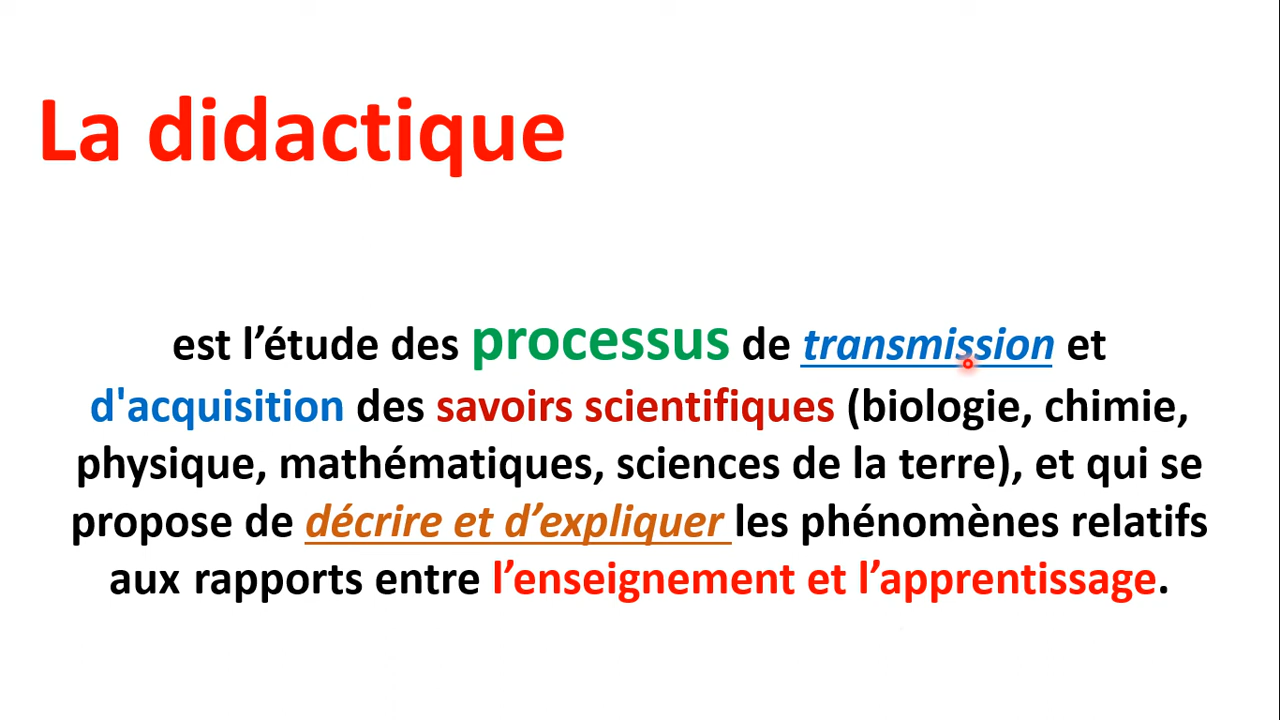 La didactique
est l’étude des processus de transmission et
d'acquisition des savoirs scientifiques (biologie, chimie,
physique, mathématiques, sciences de la terre), et qui se
propose de décrire et d’expliquer les phénomènes relatifs
aux rapports entre l’enseignement et l’apprentissage.